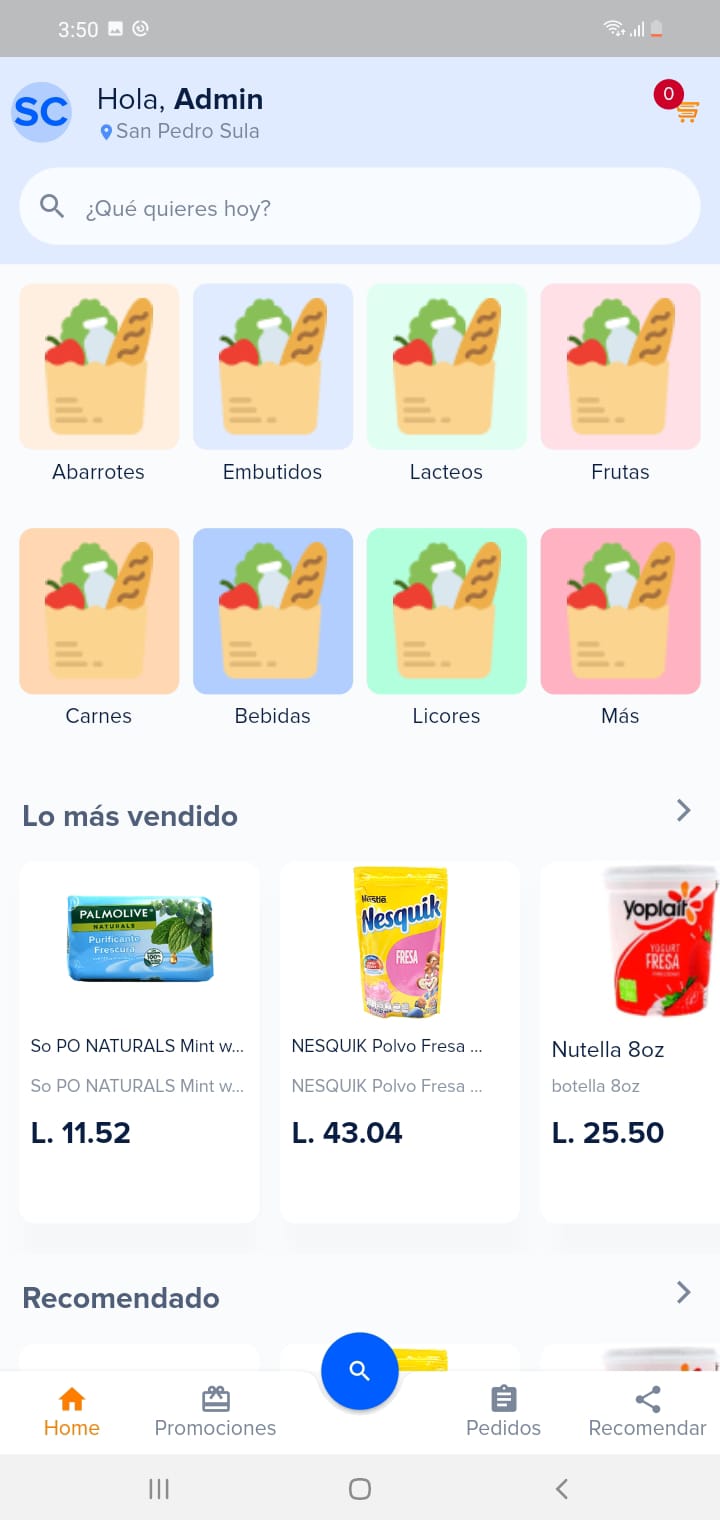 3:50
SC
Hola, Admin
San Pedro Sula
0
¿Qué quieres hoy?
Abarrotes
Embutidos
Lacteos
Frutas
Carnes
Bebidas
Licores
Más
Lo más vendido
PALMOLIVE
NATURALS
Purificante
Frescura
100%
Nestlé
Nesquik
FRESA
Yoplait
YOGURT
FRESA
So PO NATURALS Mint w...
NESQUIK Polvo Fresa ...
Nutella 8oz
So PO NATURALS Mint w...
NESQUIK Polvo Fresa ...
botella 8oz
L. 11.52
L. 43.04
L. 25.50
Recomendado
Home
Promociones
Pedidos
Recomendar